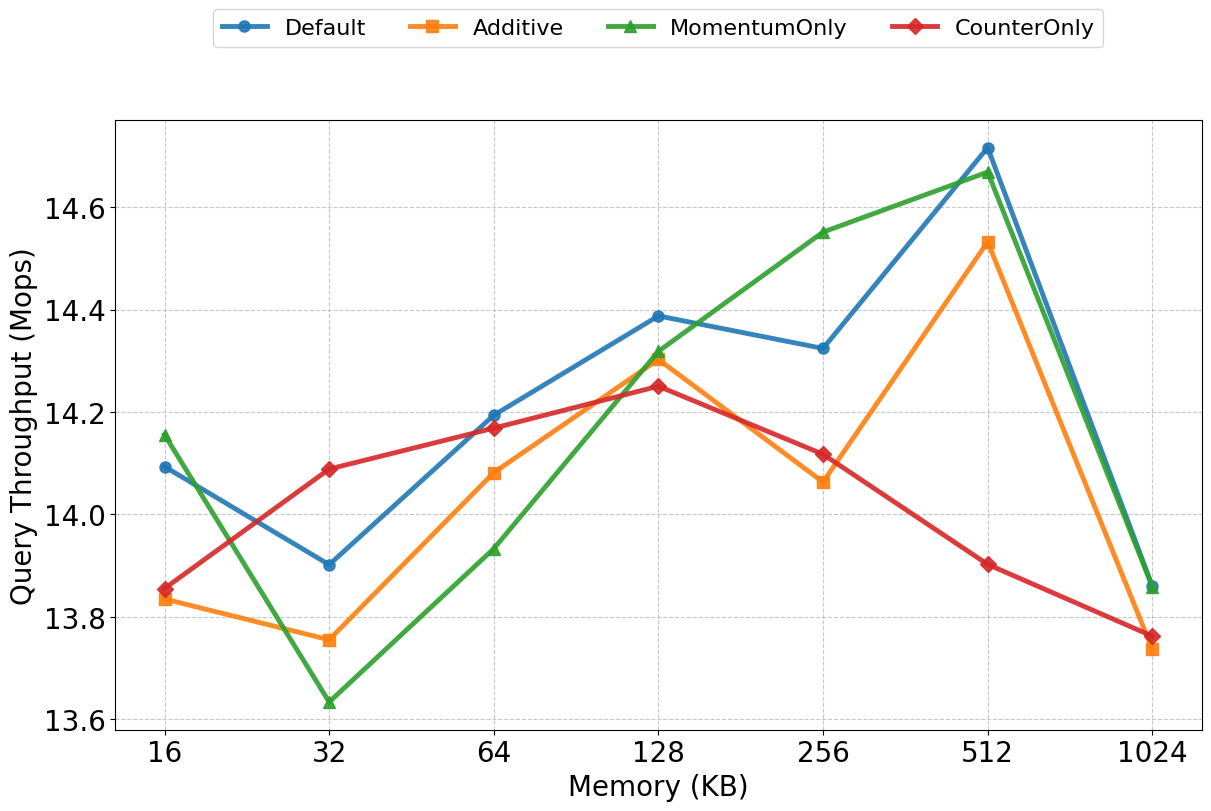 Default Additive MomentumOnly CounterOnly
Query Throughput (Mops)
14.6
14.4
14.2
14.0
13.8
13.6
16 32 64 128 256 512 1024
Memory (KB)